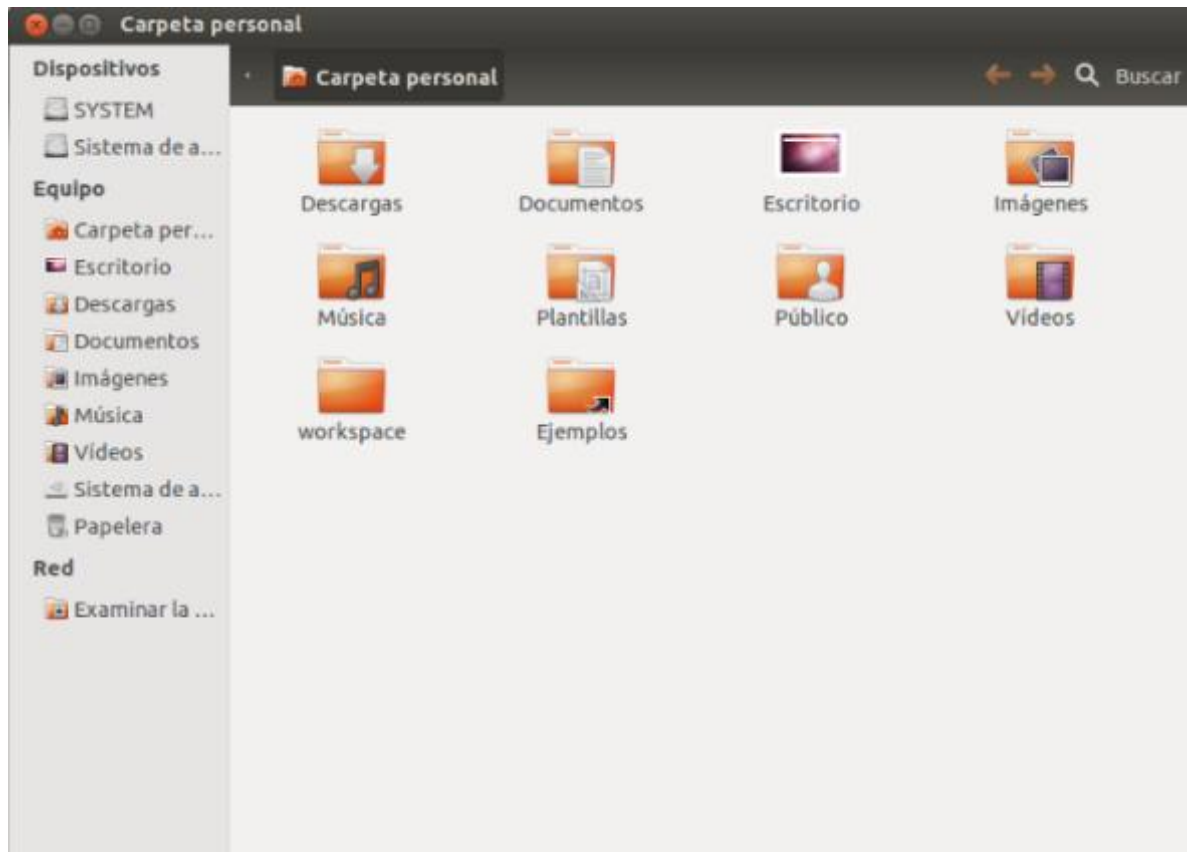 Carpeta personal
Dispositivos
SYSTEM
Sistema de a...
Equipo
Carpeta per...
Escritorio
Descargas
Documentos
Imágenes
Música
Vídeos
Sistema de a...
Papelera
Red
Examinar la ...
Carpeta personal
Buscar
Descargas
Documentos
Escritorio
Imágenes
Música
Plantillas
Público
Vídeos
workspace
Ejemplos